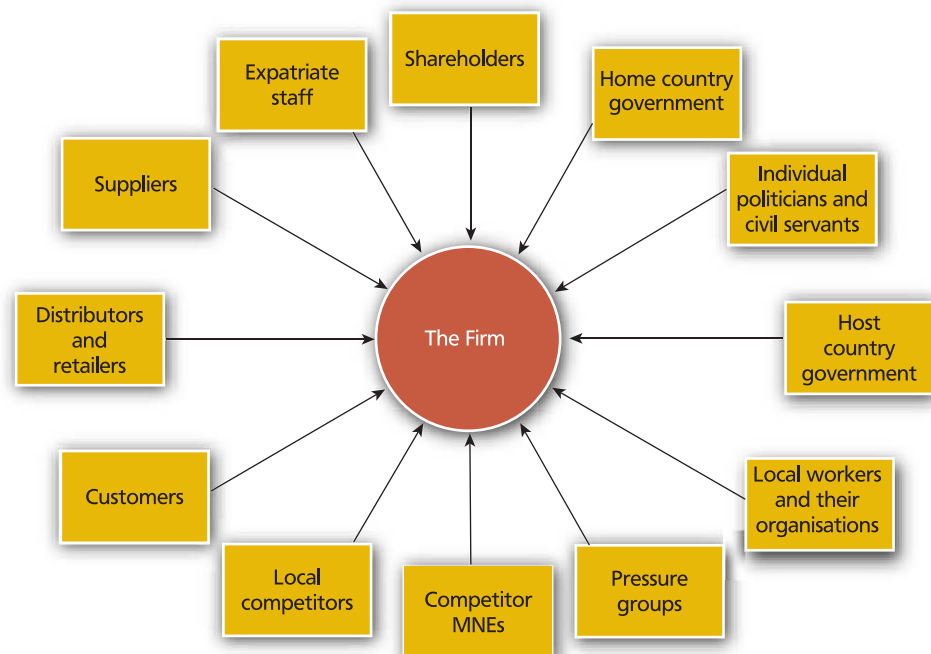 Shareholders
Expatriate
staff
Home country
government
Suppliers
Individual
politicians and
civil servants
Distributors
and
retailers
The Firm
Host
country
government
Customers
Local workers
and their
organisations
Local
competitors
Competitor
MNEs
Pressure
groups